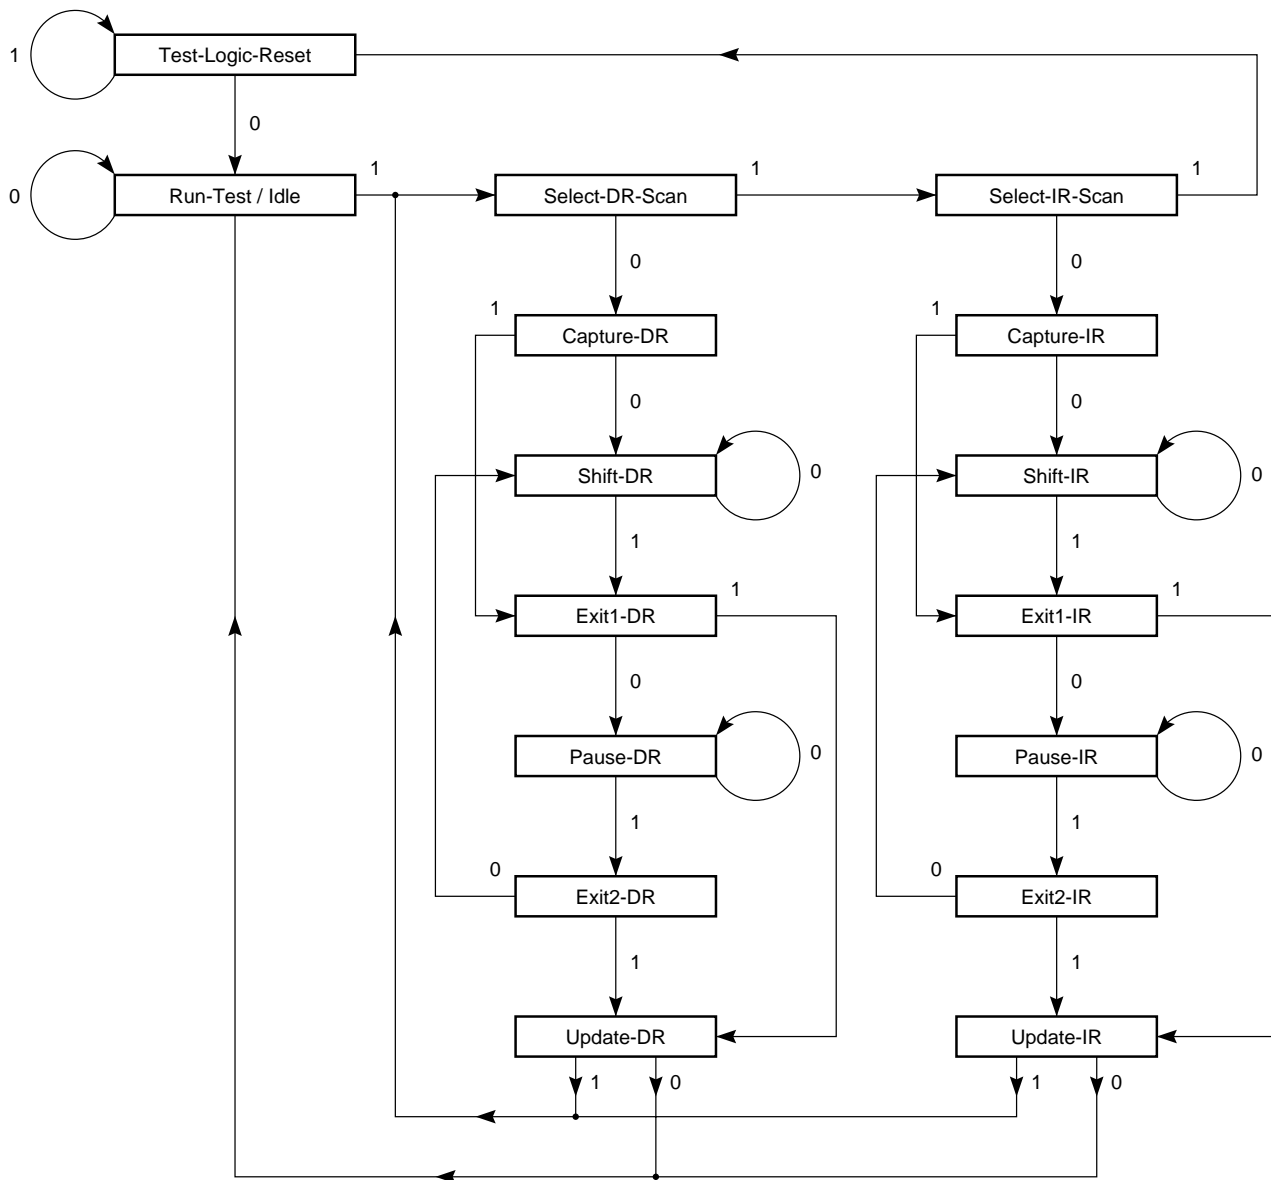 1
Test-Logic-Reset
0
0
Run-Test / Idle
1
Select-DR-Scan
1
Select-IR-Scan
1
0
0
1
Capture-DR
1
Capture-IR
0
0
Shift-DR
0
Shift-IR
0
1
1
Exit1-DR
1
Exit1-IR
1
0
0
Pause-DR
0
Pause-IR
0
1
1
0
Exit2-DR
0
Exit2-IR
1
1
Update-DR
Update-IR
1
0
1
0